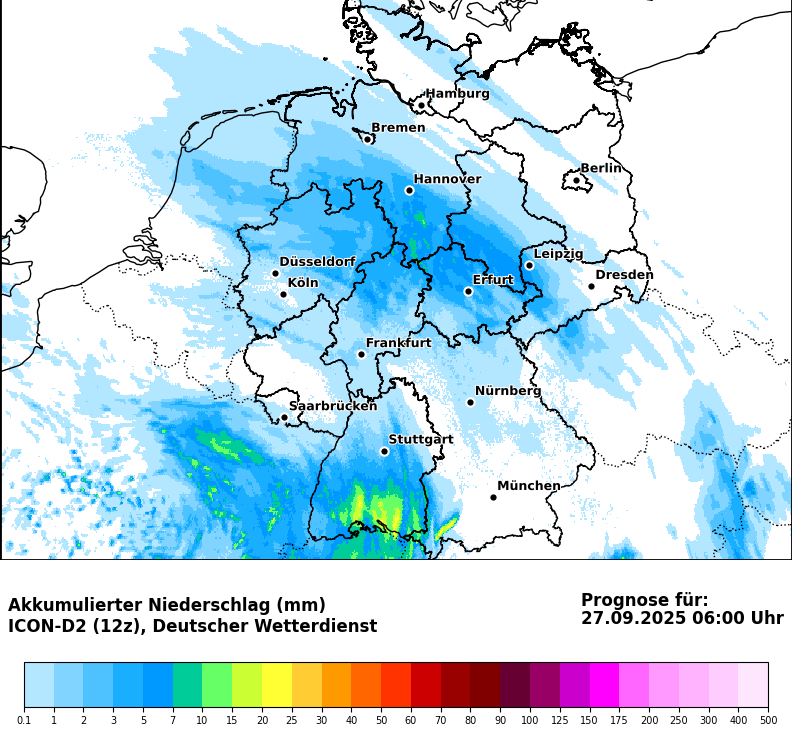 Hamburg
Bremen
Berlin
Hannover
Leipzig
Düsseldorf
Dresden
Köln
Erfurt
Frankfurt
Nürnberg
Saarbrücken
Stuttgart
München
Akkumulierter Niederschlag (mm)
ICON-D2 (12z), Deutscher Wetterdienst
Prognose für:
27.09.2025 06:00 Uhr
0.1 1 2 3 5 7 10 15 20 25 30 40 50 60 70 80 90 100 125 150 175 200 250 300 400 500